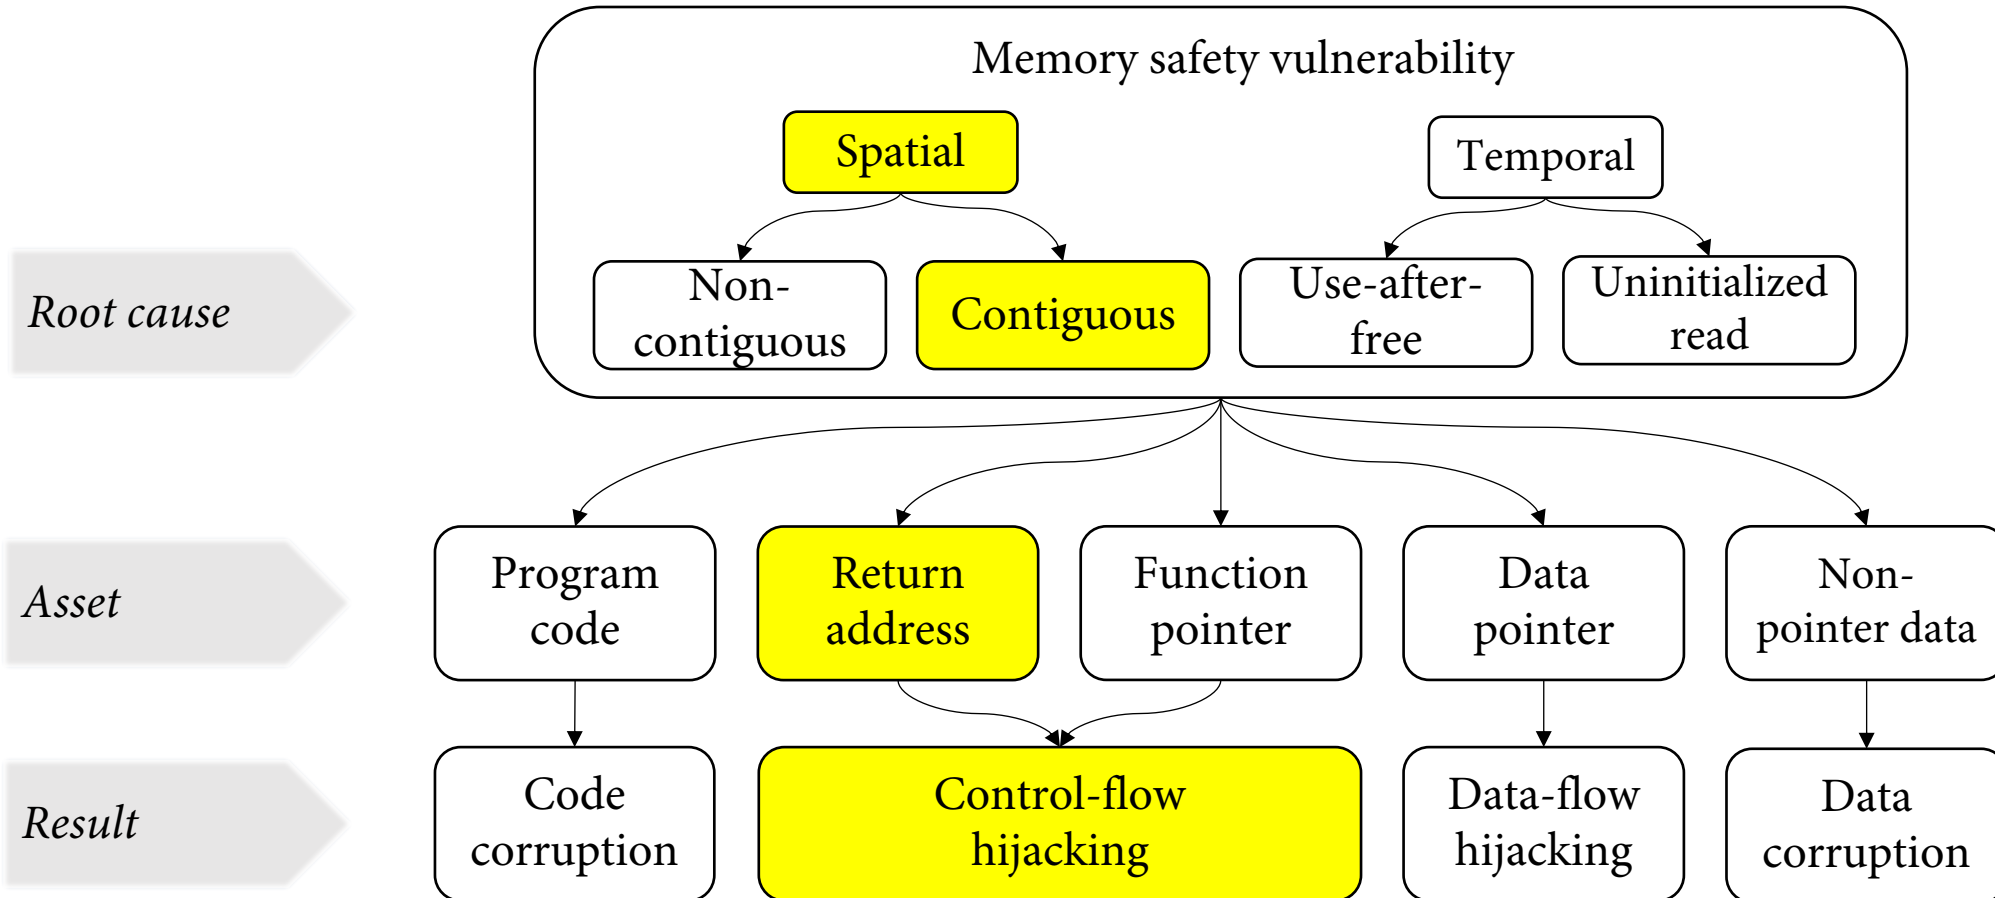 Memory safety vulnerability
Spatial
Temporal
Root cause
Non-
contiguous
Contiguous
Use-after-
free
Uninitialized
read
Asset
Program
code
Return
address
Function
pointer
Data
pointer
Non-
pointer data
Result
Code
corruption
Control-flow
hijacking
Data-flow
hijacking
Data
corruption